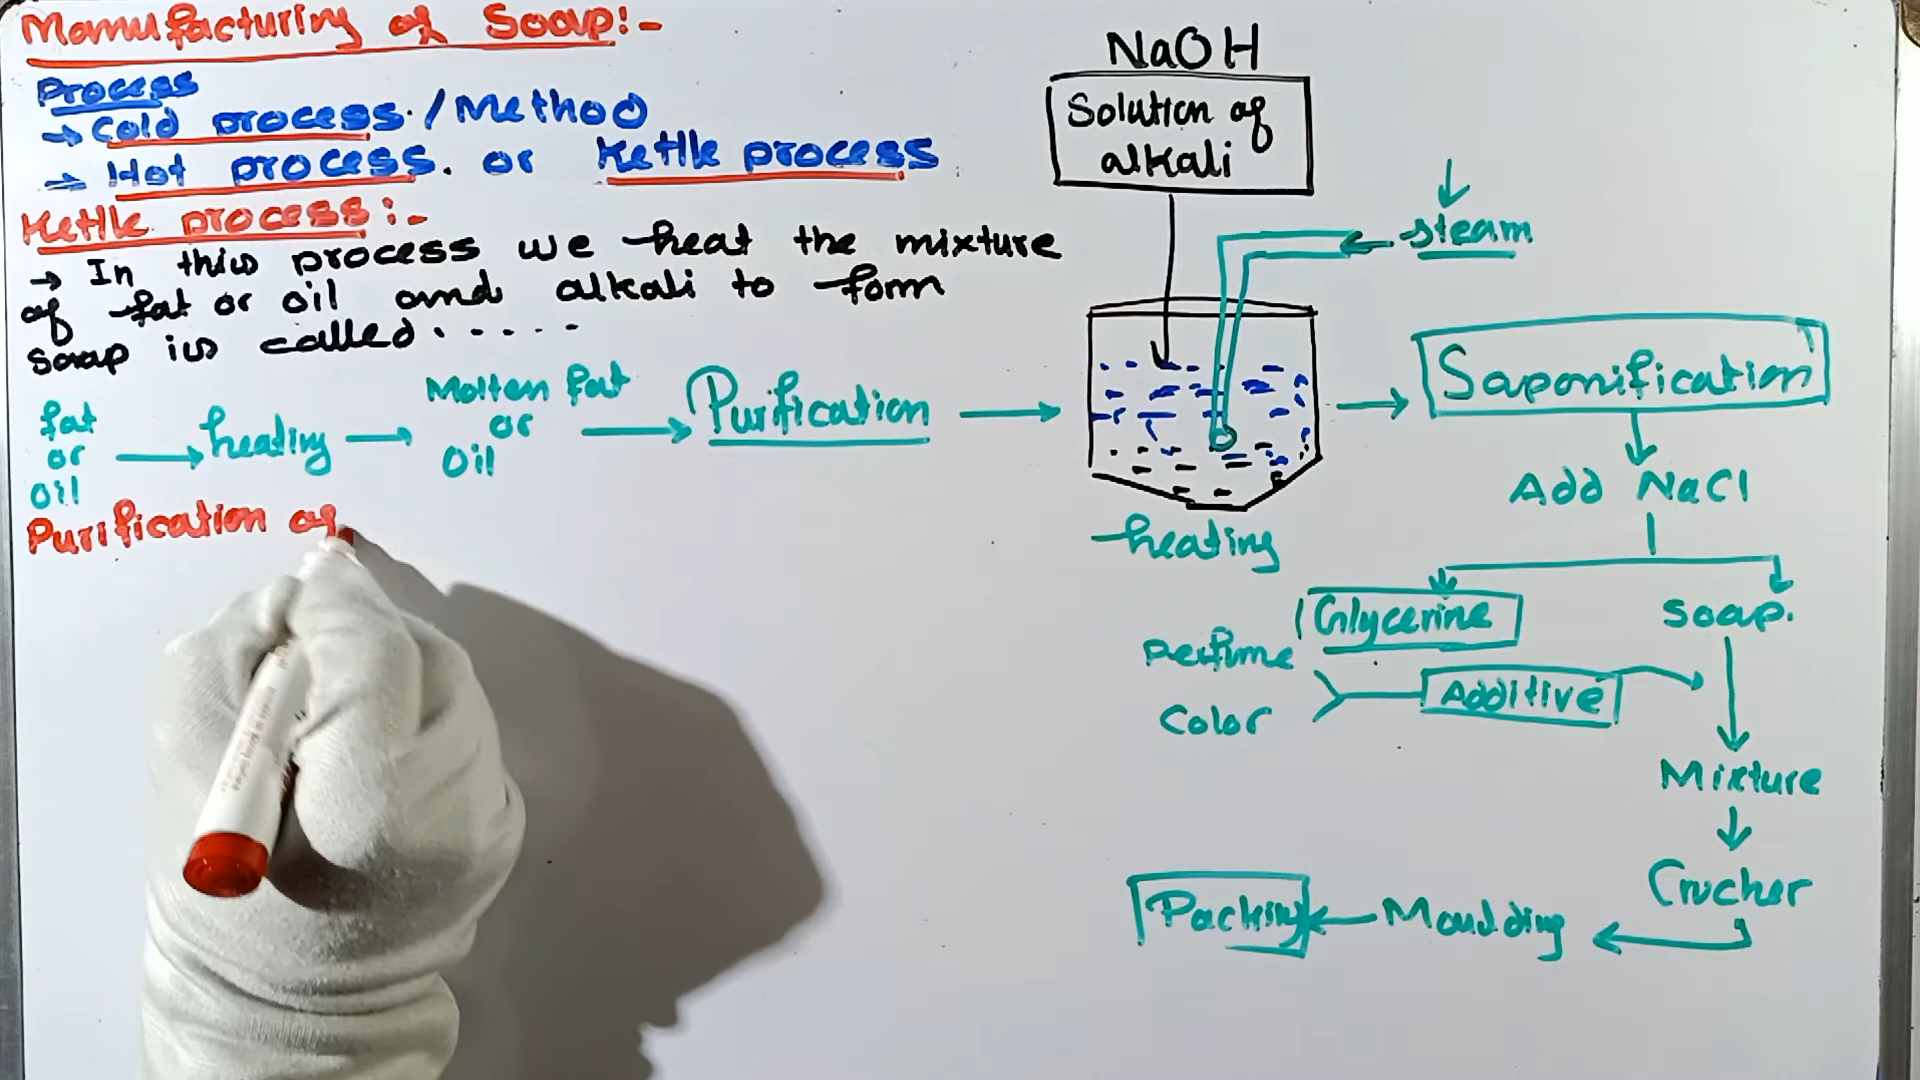 Manufacturing of Soap:-
Process
→ Cold process. / Method
→ Hot process. or Kettle process
Kettle process:-
→ In this process we heat the mixture
of fat or oil and alkali to form
soap is called.....
fat
or
oil
→ heating →
Molten fat
or
Oil
→ Purification →
Purification of
NaOH
Solution of
alkali
↓
← steam
heating
→ Saponification
Add NaCl
Glycerine
Soap.
Perfume
Color
Additive
Mixture
Crucher
Moudding
Packing